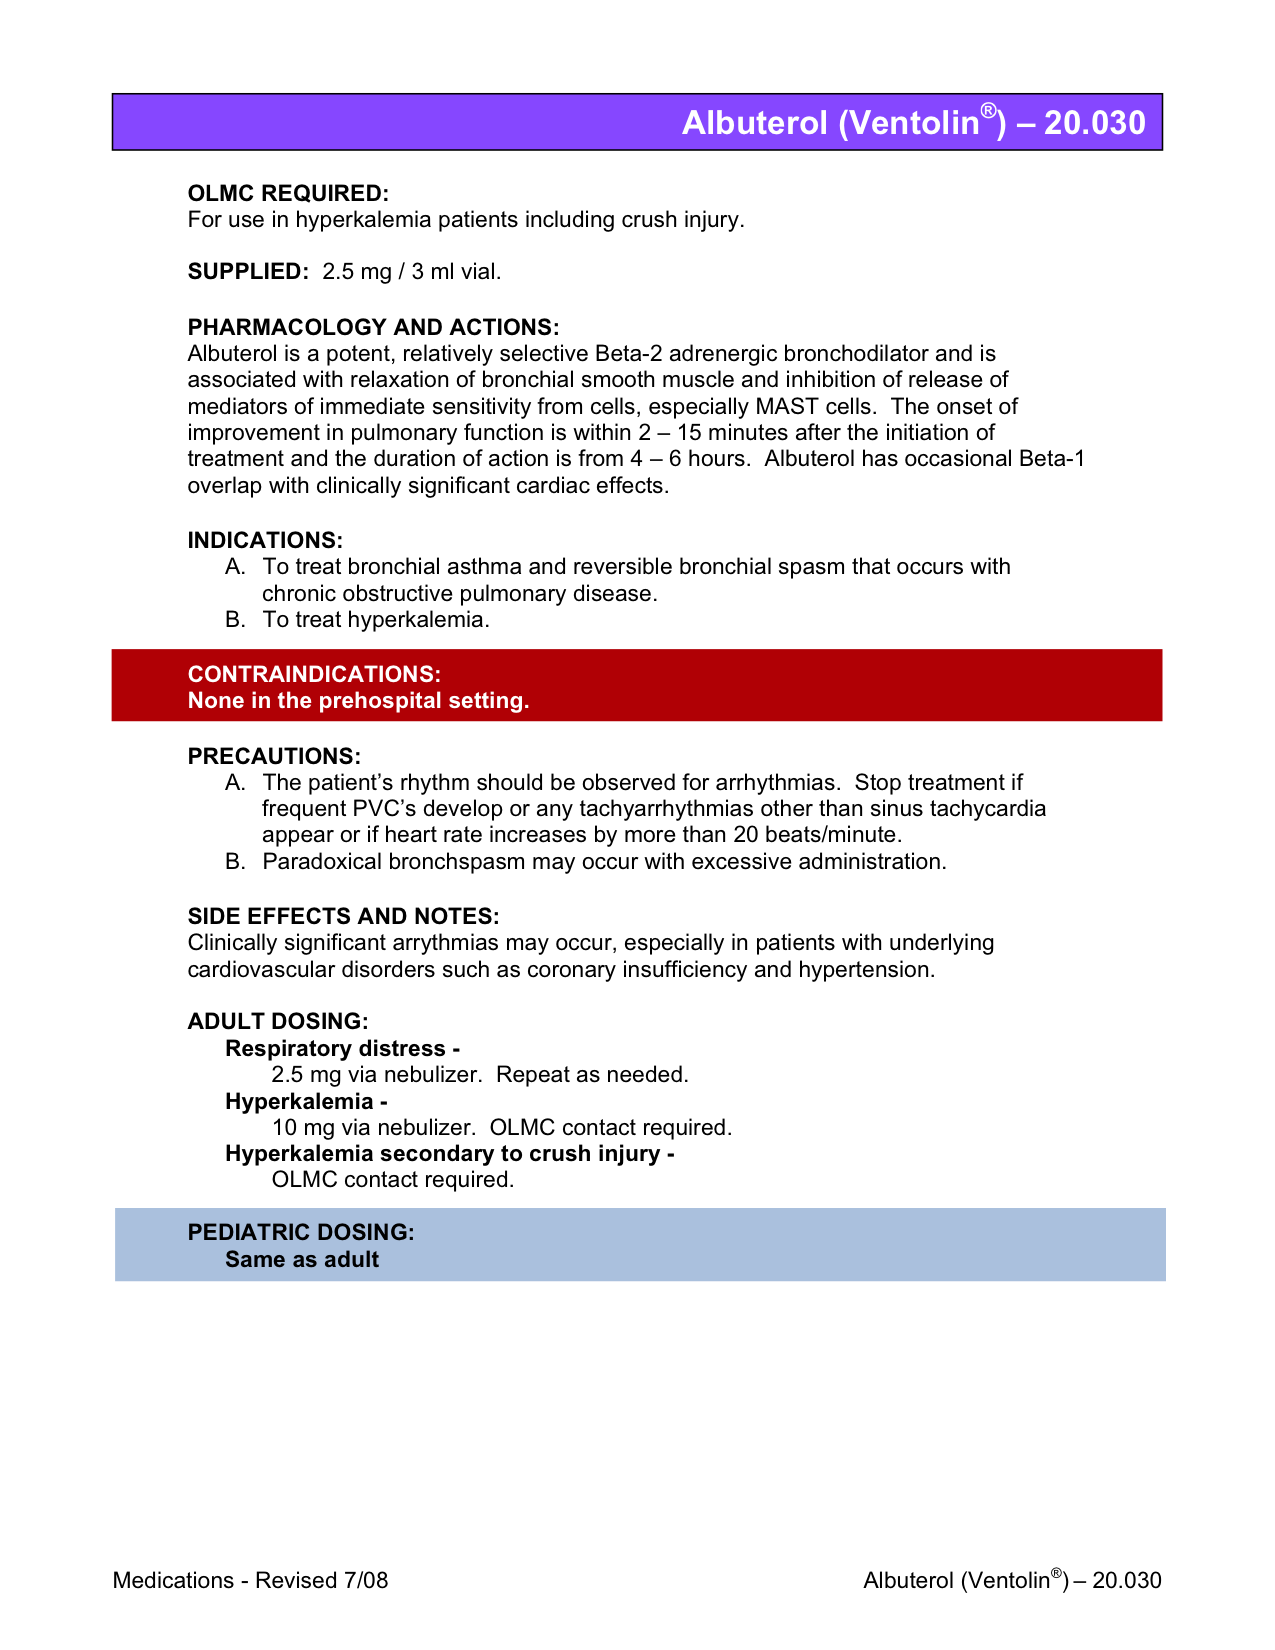 Albuterol (Ventolin®) – 20.030
OLMC REQUIRED:
For use in hyperkalemia patients including crush injury.
SUPPLIED: 2.5 mg / 3 ml vial.
PHARMACOLOGY AND ACTIONS:
Albuterol is a potent, relatively selective Beta-2 adrenergic bronchodilator and is
associated with relaxation of bronchial smooth muscle and inhibition of release of
mediators of immediate sensitivity from cells, especially MAST cells. The onset of
improvement in pulmonary function is within 2 – 15 minutes after the initiation of
treatment and the duration of action is from 4 – 6 hours. Albuterol has occasional Beta-1
overlap with clinically significant cardiac effects.
INDICATIONS:
A. To treat bronchial asthma and reversible bronchial spasm that occurs with
chronic obstructive pulmonary disease.
B. To treat hyperkalemia.
CONTRAINDICATIONS:
None in the prehospital setting.
PRECAUTIONS:
A. The patient’s rhythm should be observed for arrhythmias. Stop treatment if
frequent PVC’s develop or any tachyarrhythmias other than sinus tachycardia
appear or if heart rate increases by more than 20 beats/minute.
B. Paradoxical bronchspasm may occur with excessive administration.
SIDE EFFECTS AND NOTES:
Clinically significant arrythmias may occur, especially in patients with underlying
cardiovascular disorders such as coronary insufficiency and hypertension.
ADULT DOSING:
Respiratory distress -
2.5 mg via nebulizer. Repeat as needed.
Hyperkalemia -
10 mg via nebulizer. OLMC contact required.
Hyperkalemia secondary to crush injury -
OLMC contact required.
PEDIATRIC DOSING:
Same as adult
Medications - Revised 7/08
Albuterol (Ventolin®) – 20.030